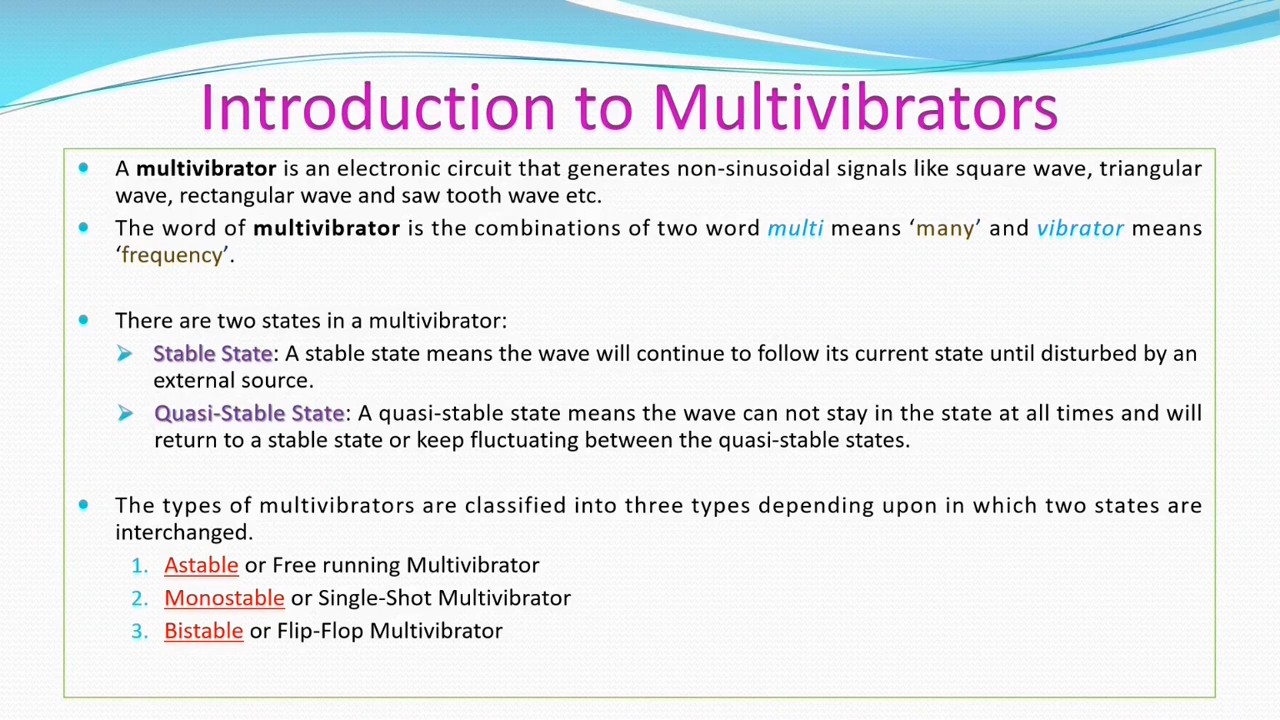 Introduction to Multivibrators
A multivibrator is an electronic circuit that generates non-sinusoidal signals like square wave, triangular
wave, rectangular wave and saw tooth wave etc.
The word of multivibrator is the combinations of two word multi means ‘many’ and vibrator means
‘frequency’.
There are two states in a multivibrator:
Stable State: A stable state means the wave will continue to follow its current state until disturbed by an
external source.
Quasi-Stable State: A quasi-stable state means the wave can not stay in the state at all times and will
return to a stable state or keep fluctuating between the quasi-stable states.
The types of multivibrators are classified into three types depending upon in which two states are
interchanged.
1. Astable or Free running Multivibrator
2. Monostable or Single-Shot Multivibrator
3. Bistable or Flip-Flop Multivibrator